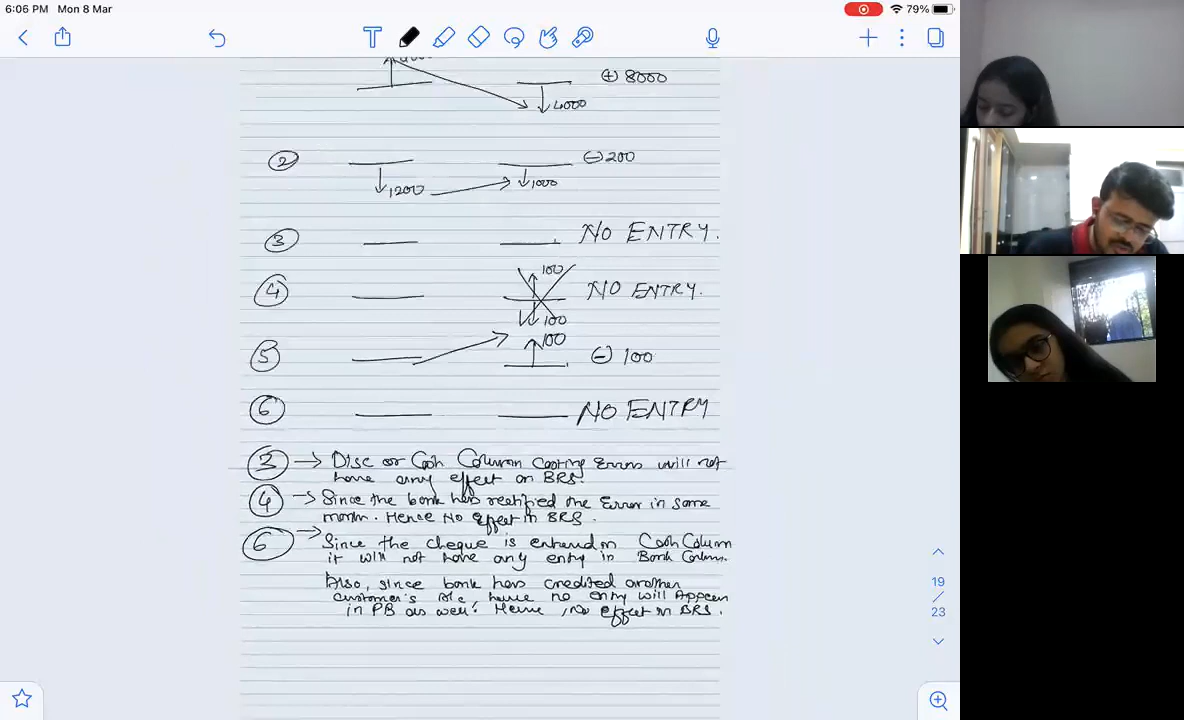 6:06 PM Mon 8 Mar
79%
T
+ 8000
4000
2
- 200
1200
1000
3
NO ENTRY.
4
100
NO ENTRY.
100
5
100
- 100
6
NO ENTRY
3 → Disc or Cash Column casting Errors will not
have any effect on BRS.
4 → Since the bank has rectified the Error in same
month. Hence No effect in BRS.
6 → Since the cheque is entered in Cash Column
it will not have any entry in Bank Column.
Also, since bank has credited another
customer's A/c, hence no entry will Appear
in PB as well. Hence, no effect in BRS.
19
/
23